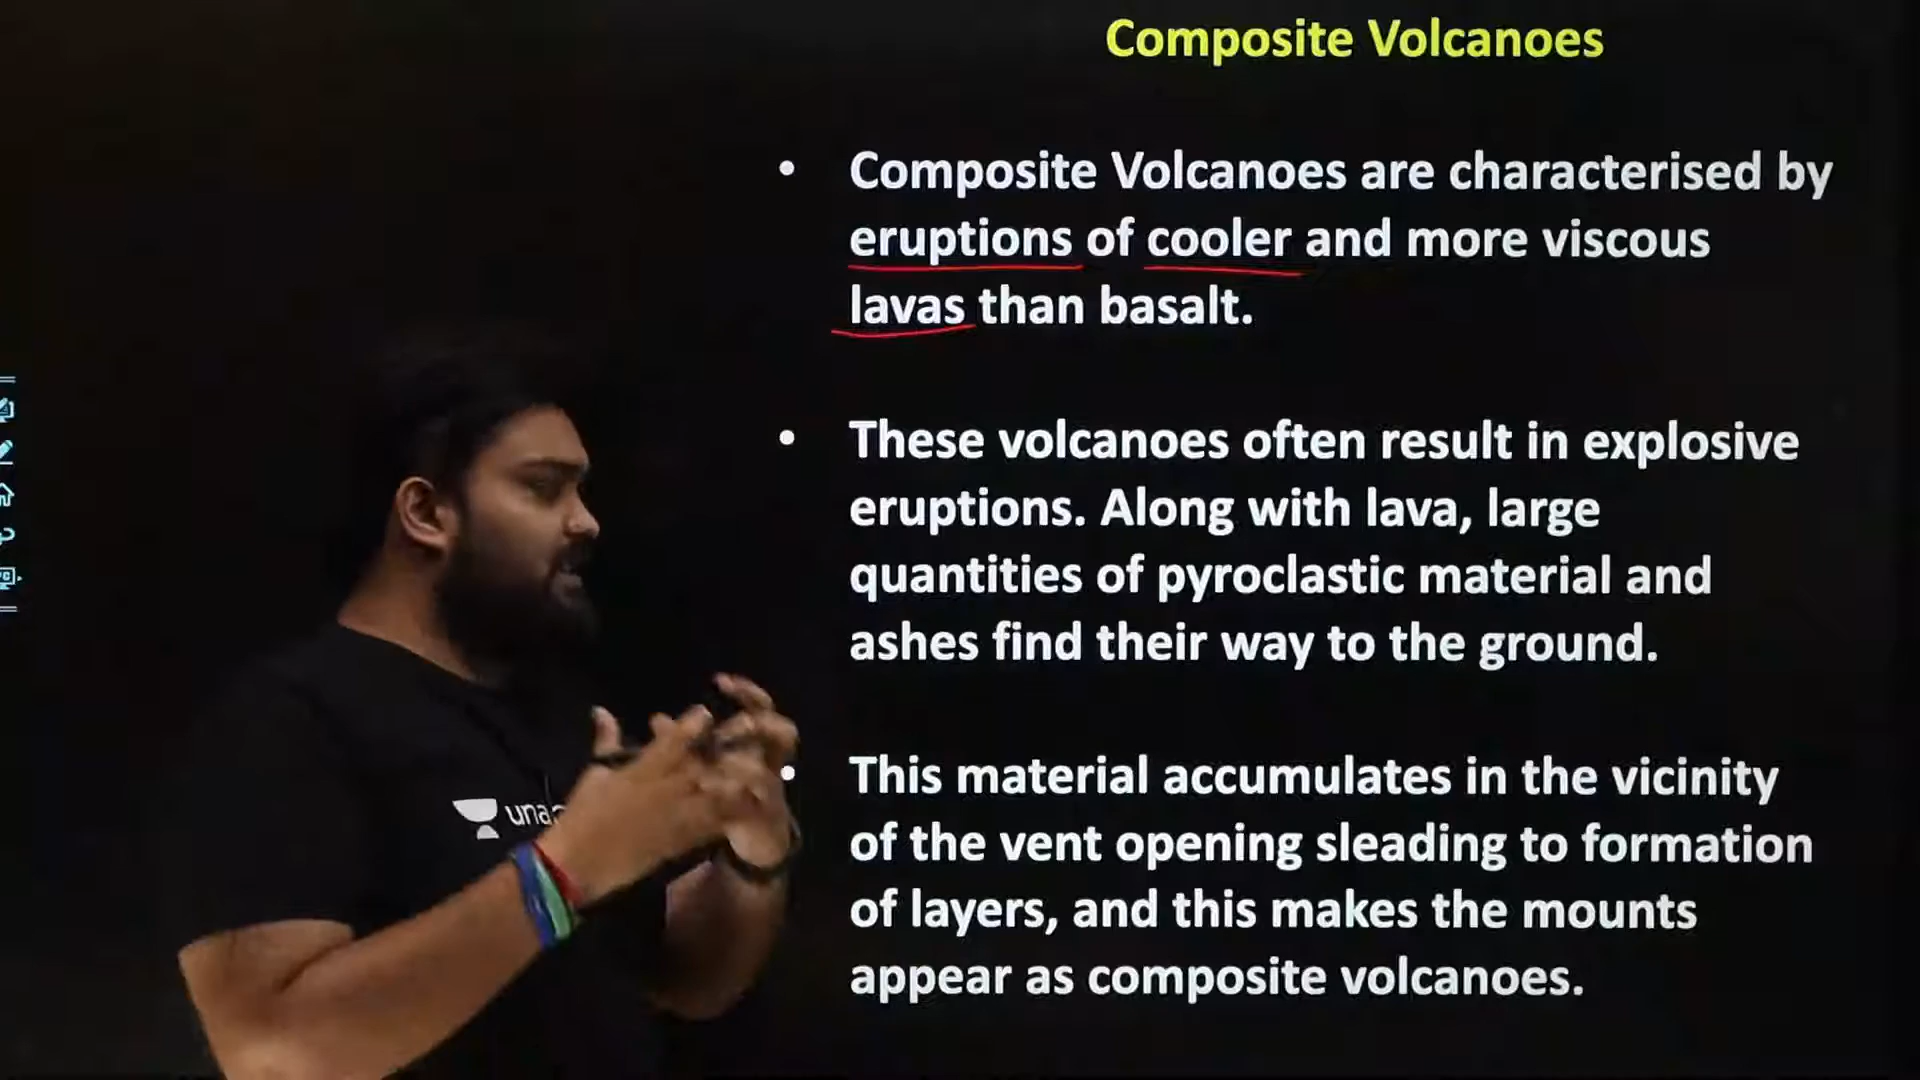 Composite Volcanoes
• Composite Volcanoes are characterised by
eruptions of cooler and more viscous
lavas than basalt.
• These volcanoes often result in explosive
eruptions. Along with lava, large
quantities of pyroclastic material and
ashes find their way to the ground.
• This material accumulates in the vicinity
of the vent opening sleading to formation
of layers, and this makes the mounts
appear as composite volcanoes.